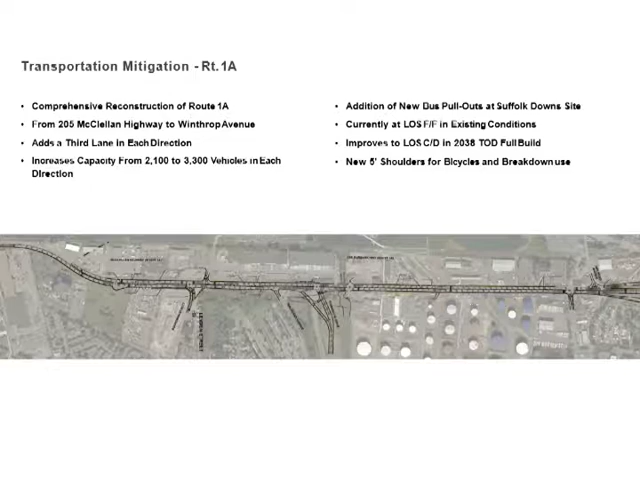 Transportation Mitigation - Rt. 1A
• Comprehensive Reconstruction of Route 1A
• From 205 McClellan Highway to Winthrop Avenue
• Adds a Third Lane in Each Direction
• Increases Capacity From 2,100 to 3,300 Vehicles in Each
Direction
• Addition of New Bus Pull-Outs at Suffolk Downs Site
• Currently at LOS F/F in Existing Conditions
• Improves to LOS C/D in 2038 TOD Full Build
• New 5' Shoulders for Bicycles and Breakdown use